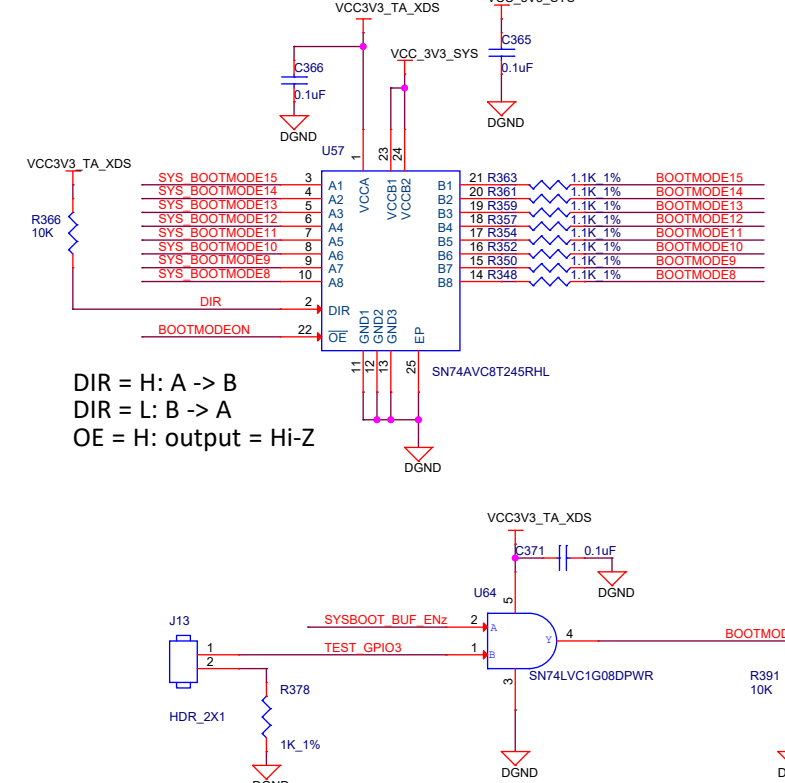 VCC3V3_TA_XDS
VCC_3V3_SYS
C365
0.1uF
DGND
VCC_3V3_SYS
C366
0.1uF
DGND
U57
1
23
24
VCC3V3_TA_XDS
R366
10K
SYS_BOOTMODE15 3 A1 B1 21 R363 1.1K_1% BOOTMODE15
SYS_BOOTMODE14 4 A2 B2 20 R361 1.1K_1% BOOTMODE14
SYS_BOOTMODE13 5 A3 B3 19 R359 1.1K_1% BOOTMODE13
SYS_BOOTMODE12 6 A4 B4 18 R357 1.1K_1% BOOTMODE12
SYS_BOOTMODE11 7 A5 B5 17 R354 1.1K_1% BOOTMODE11
SYS_BOOTMODE10 8 A6 B6 16 R352 1.1K_1% BOOTMODE10
SYS_BOOTMODE9 9 A7 B7 15 R350 1.1K_1% BOOTMODE9
SYS_BOOTMODE8 10 A8 B8 14 R348 1.1K_1% BOOTMODE8
VCCA
VCCB1
VCCB2
DIR 2 DIR
BOOTMODEON 22 OE
GND1
GND2
GND3
EP
11
12
13
25
SN74AVC8T245RHL
DGND
DIR = H: A -> B
DIR = L: B -> A
OE = H: output = Hi-Z
VCC3V3_TA_XDS
C371 0.1uF
DGND
U64
5
SYSBOOT_BUF_ENz 2 A
TEST_GPIO3 1 B
Y 4 BOOTMOD
SN74LVC1G08DPWR
3
DGND
J13
1
2
HDR_2X1
R378
1K_1%
DGND
R391
10K